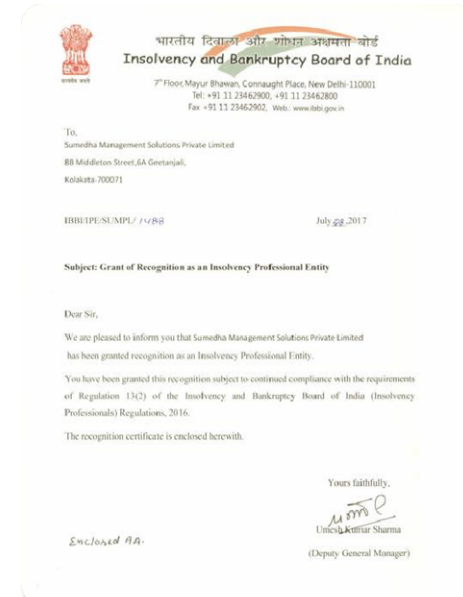 भारतीय दिवाला और शोधन अक्षमता बोर्ड
Insolvency and Bankruptcy Board of India
7th Floor, Mayur Bhawan, Connaught Place, New Delhi-110001
Tel: +91 11 23462900, +91 11 23462800
Fax +91 11 23462902, Web: www.ibbi.gov.in
सत्यमेव जयते
To,
Sumedha Management Solutions Private Limited
8B Middleton Street,6A Geetanjali,
Kolakata-700071
IBBI/IPE/SUMPL/1488
July 08,2017
Subject: Grant of Recognition as an Insolvency Professional Entity
Dear Sir,
We are pleased to inform you that Sumedha Management Solutions Private Limited
has been granted recognition as an Insolvency Professional Entity.
You have been granted this recognition subject to continued compliance with the requirements
of Regulation 13(2) of the Insolvency and Bankruptcy Board of India (Insolvency
Professionals) Regulations, 2016.
The recognition certificate is enclosed herewith.
Yours faithfully,
Umesh Kumar Sharma
(Deputy General Manager)
Enclosed AA.